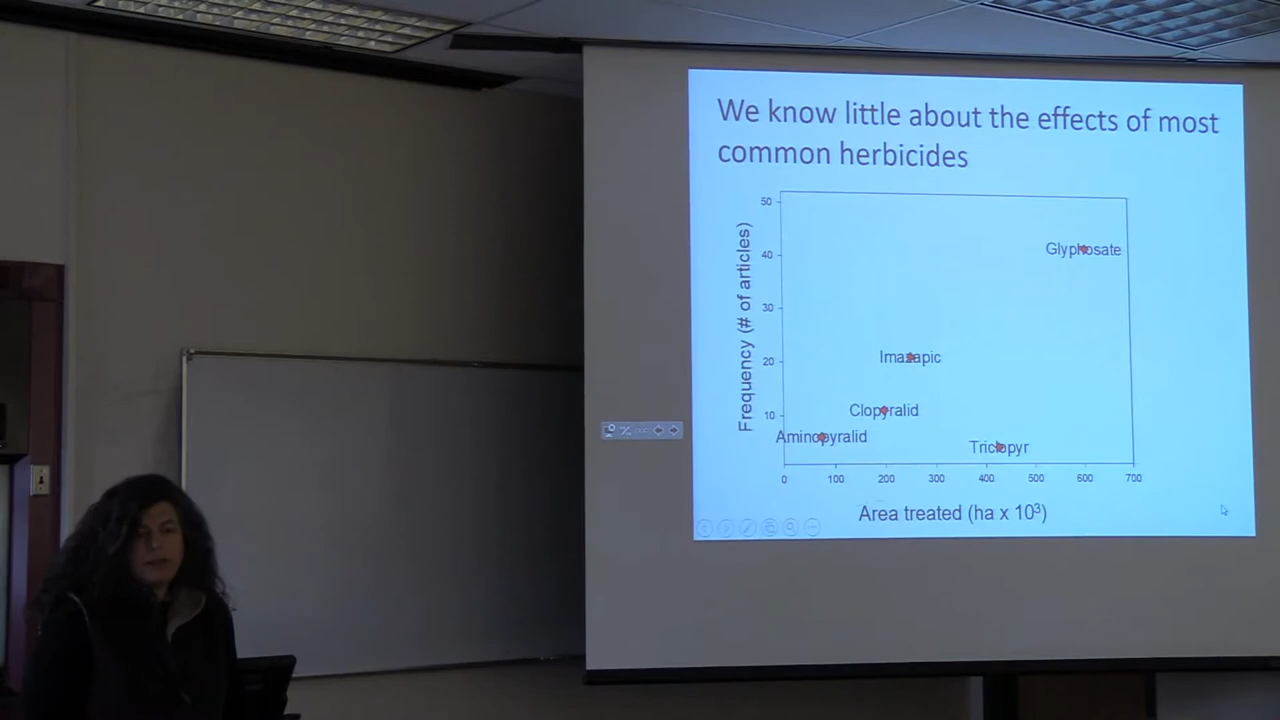 We know little about the effects of most
common herbicides
Frequency (# of articles)
50
40
30
20
10
Glyphosate
Imazapic
Clopyralid
Aminopyralid
Triclopyr
0 100 200 300 400 500 600 700
Area treated (ha x 10³)